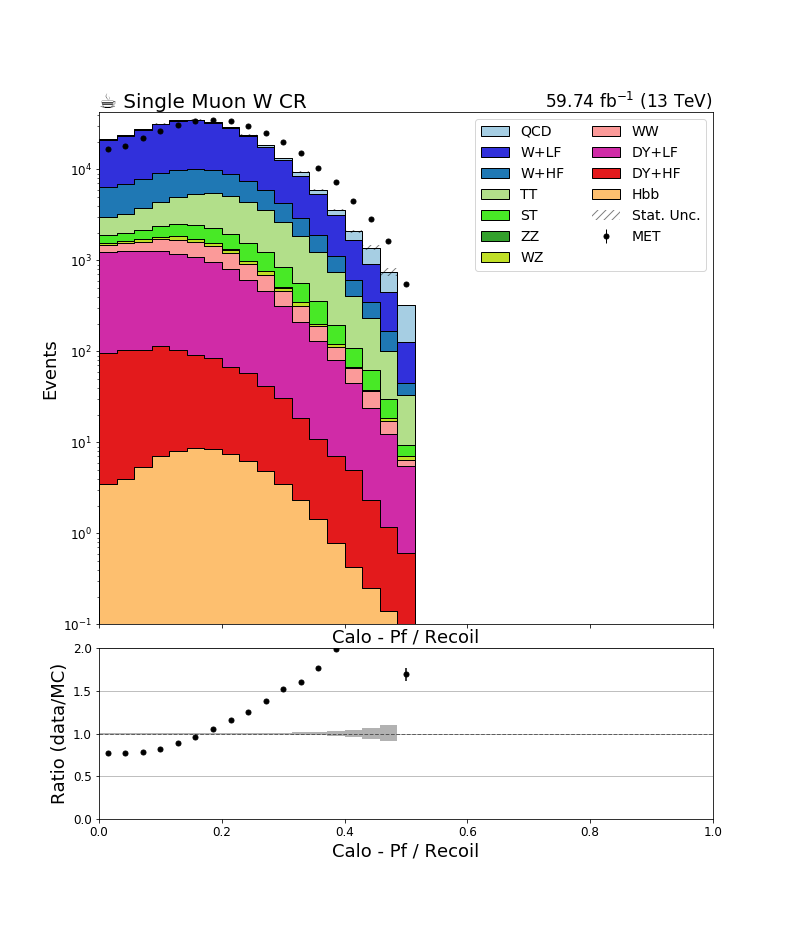 ☕ Single Muon W CR
59.74 fb⁻¹ (13 TeV)
QCD
W+LF
W+HF
TT
ST
ZZ
WZ
WW
DY+LF
DY+HF
Hbb
Stat. Unc.
MET
Events
10⁴
10³
10²
10¹
10⁰
10⁻¹
Calo - Pf / Recoil
Ratio (data/MC)
2.0
1.5
1.0
0.5
0.0
0.0 0.2 0.4 0.6 0.8 1.0
Calo - Pf / Recoil